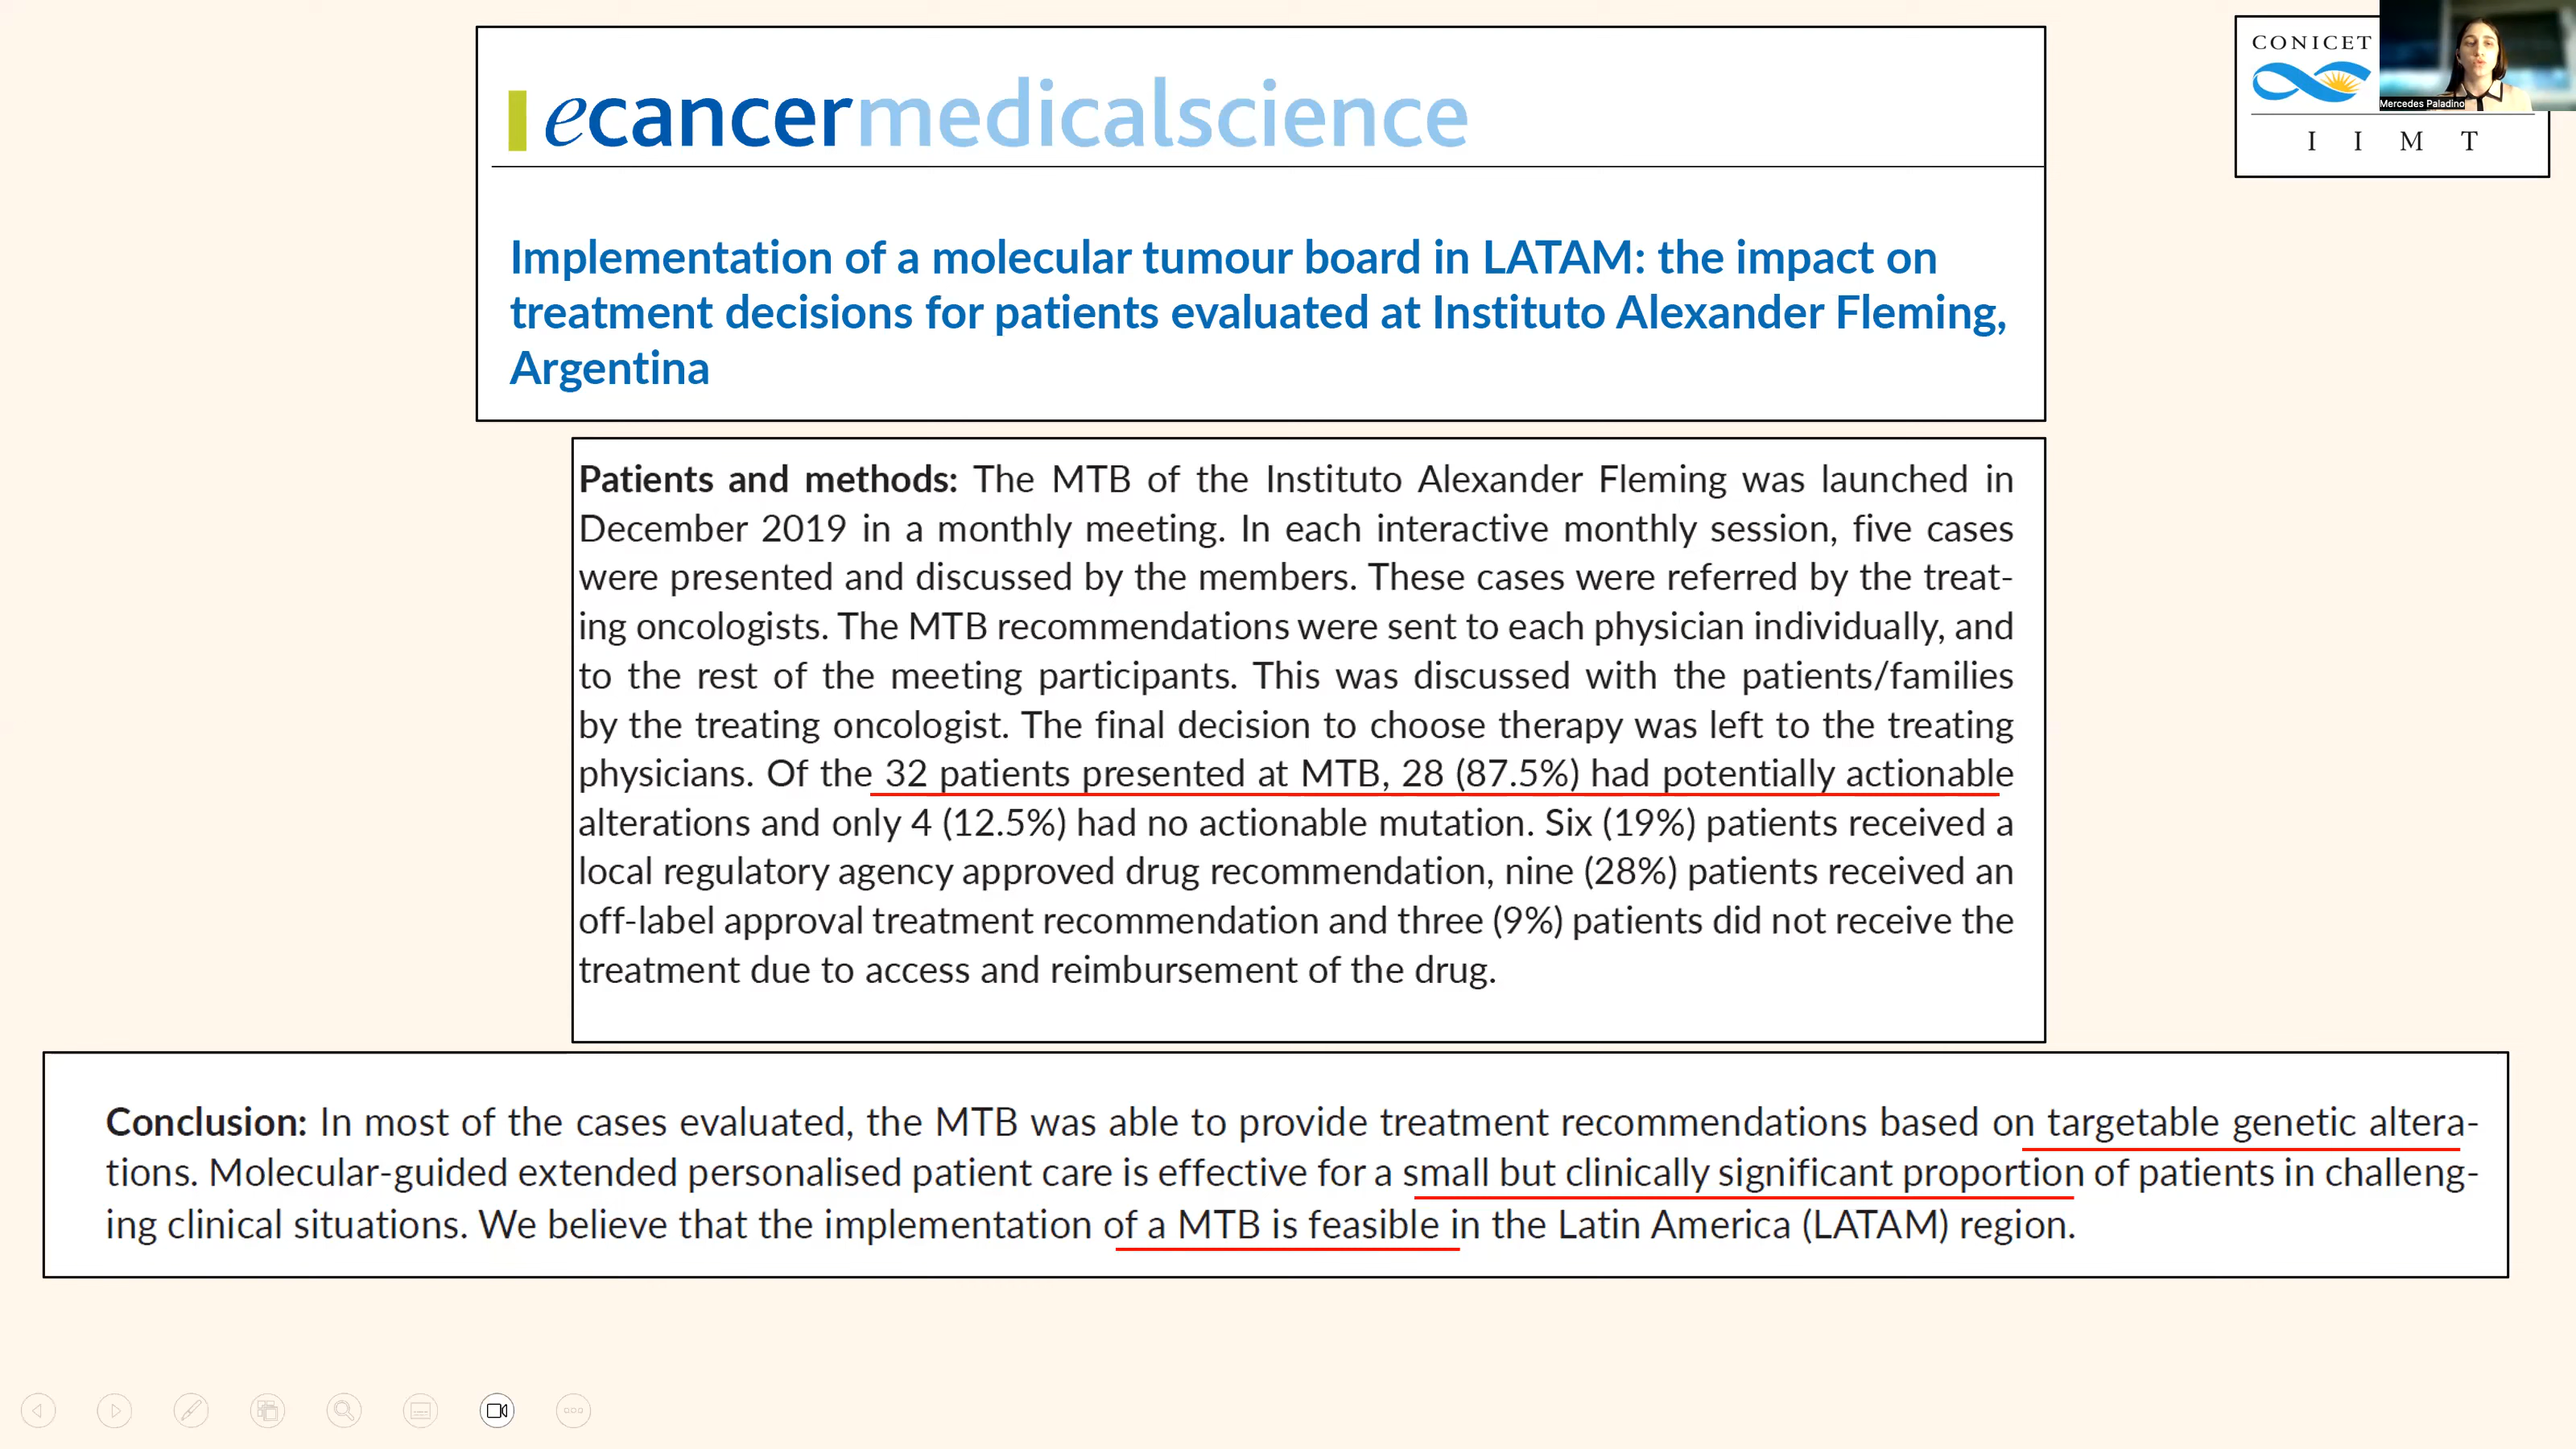 ecancermedicalscience
CONICET
Mercedes Paladino
I I M T
Implementation of a molecular tumour board in LATAM: the impact on
treatment decisions for patients evaluated at Instituto Alexander Fleming,
Argentina
Patients and methods: The MTB of the Instituto Alexander Fleming was launched in
December 2019 in a monthly meeting. In each interactive monthly session, five cases
were presented and discussed by the members. These cases were referred by the treat-
ing oncologists. The MTB recommendations were sent to each physician individually, and
to the rest of the meeting participants. This was discussed with the patients/families
by the treating oncologist. The final decision to choose therapy was left to the treating
physicians. Of the 32 patients presented at MTB, 28 (87.5%) had potentially actionable
alterations and only 4 (12.5%) had no actionable mutation. Six (19%) patients received a
local regulatory agency approved drug recommendation, nine (28%) patients received an
off-label approval treatment recommendation and three (9%) patients did not receive the
treatment due to access and reimbursement of the drug.
Conclusion: In most of the cases evaluated, the MTB was able to provide treatment recommendations based on targetable genetic altera-
tions. Molecular-guided extended personalised patient care is effective for a small but clinically significant proportion of patients in challeng-
ing clinical situations. We believe that the implementation of a MTB is feasible in the Latin America (LATAM) region.